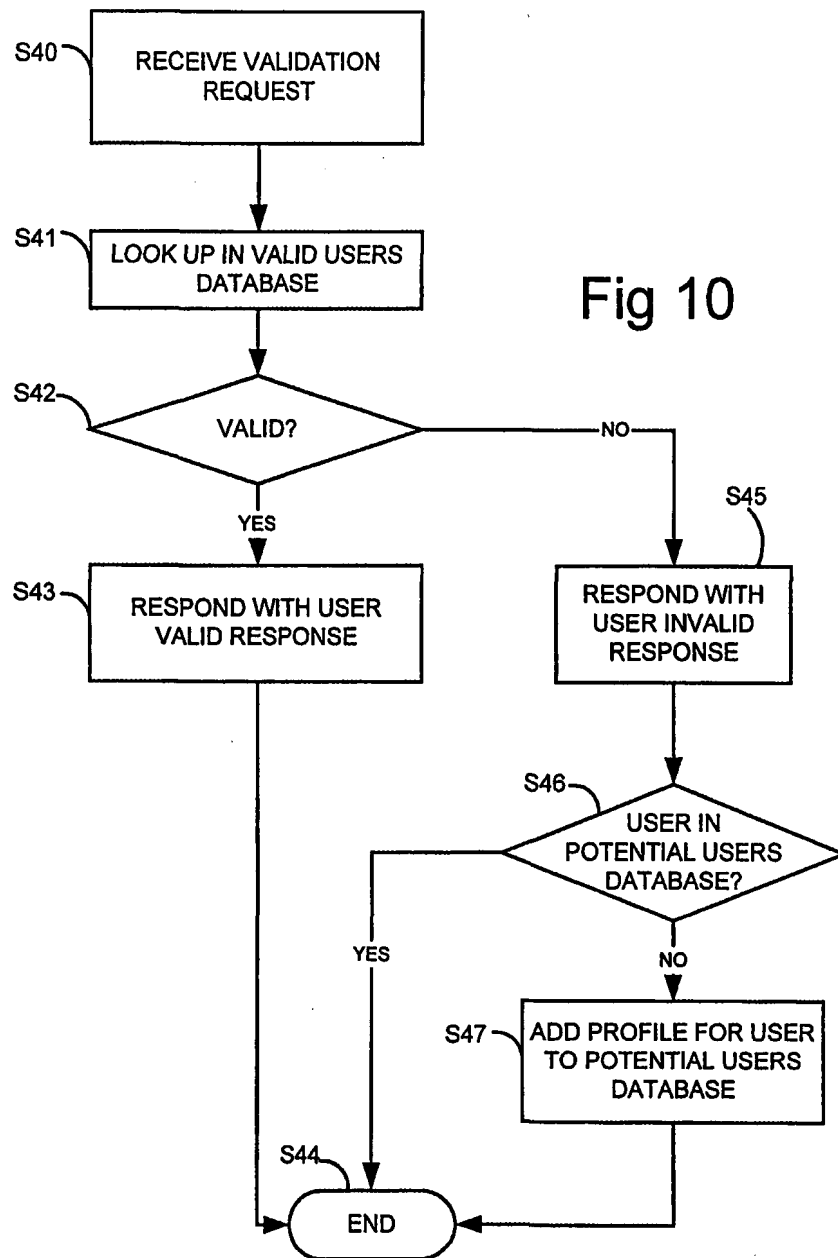 S40
RECEIVE VALIDATION
REQUEST
S41
LOOK UP IN VALID USERS
DATABASE
Fig 10
S42
VALID?
NO
YES
S45
S43
RESPOND WITH USER
VALID RESPONSE
RESPOND WITH
USER INVALID
RESPONSE
S46
USER IN
POTENTIAL USERS
DATABASE?
YES
NO
S47
ADD PROFILE FOR USER
TO POTENTIAL USERS
DATABASE
S44
END